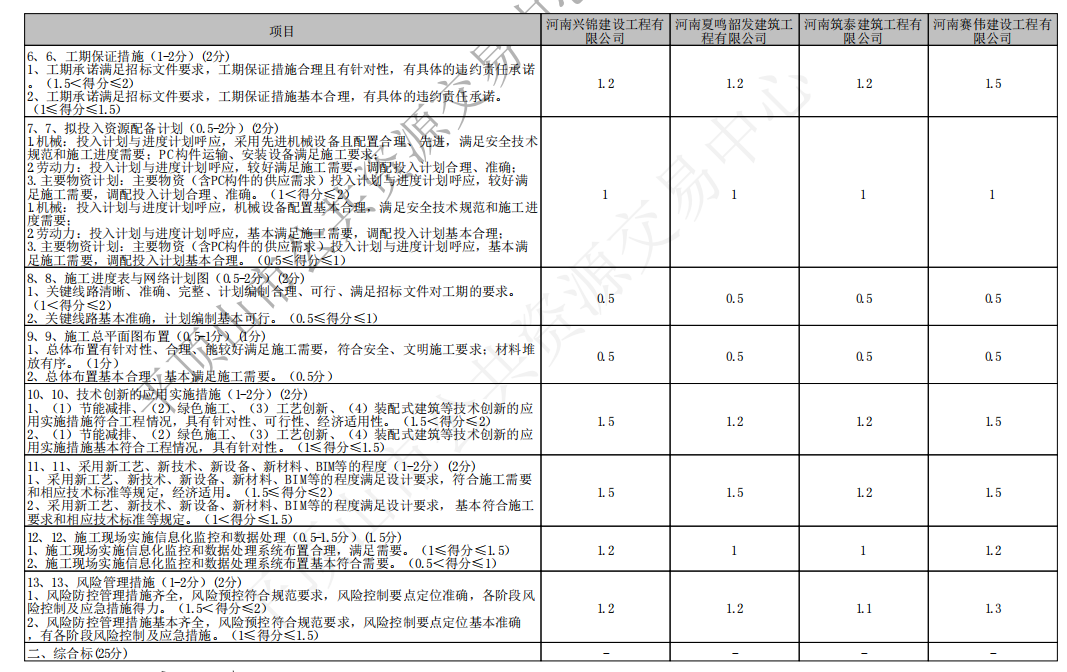 项目
河南兴锦建设工程有
限公司
河南夏鸣韶发建筑工
程有限公司
河南筑泰建筑工程有
限公司
河南赛伟建设工程有
限公司
6、6、工期保证措施（1-2分）(2分)
1、工期承诺满足招标文件要求，工期保证措施合理且有针对性，有具体的违约责任承诺
。（1.5＜得分≤2）
2、工期承诺满足招标文件要求，工期保证措施基本合理，有具体的违约责任承诺。
（1≤得分≤1.5）
1.2
1.2
1.2
1.5
7、7、拟投入资源配备计划（0.5-2分）(2分)
1.机械：投入计划与进度计划呼应，采用先进机械设备且配置合理、先进，满足安全技术
规范和施工进度需要；PC构件运输、安装设备满足施工要求；
2劳动力：投入计划与进度计划呼应，较好满足施工需要，调配投入计划合理、准确；
3.主要物资计划：主要物资（含PC构件的供应需求）投入计划与进度计划呼应，较好满
足施工需要，调配投入计划合理、准确。（1＜得分≤2）
1机械：投入计划与进度计划呼应，机械设备配置基本合理，满足安全技术规范和施工进
度需要；
2劳动力：投入计划与进度计划呼应，基本满足施工需要，调配投入计划基本合理；
3.主要物资计划：主要物资（含PC构件的供应需求）投入计划与进度计划呼应，基本满
足施工需要，调配投入计划基本合理。（0.5≤得分≤1）
1
1
1
1
8、8、施工进度表与网络计划图（0.5-2分）(2分)
1、关键线路清晰、准确、完整、计划编制合理、可行、满足招标文件对工期的要求。
（1＜得分≤2）
2、关键线路基本准确，计划编制基本可行。（0.5≤得分≤1）
0.5
0.5
0.5
0.5
9、9、施工总平面图布置（0.5-1分）(1分)
1、总体布置有针对性、合理、能较好满足施工需要，符合安全、文明施工要求；材料堆
放有序。（1分）
2、总体布置基本合理、基本满足施工需要。（0.5分）
0.5
0.5
0.5
0.5
10、10、技术创新的应用实施措施（1-2分）(2分)
1、（1）节能减排、（2）绿色施工、（3）工艺创新、（4）装配式建筑等技术创新的应
用实施措施符合工程情况，具有针对性、可行性、经济适用性。（1.5＜得分≤2）
2、（1）节能减排、（2）绿色施工、（3）工艺创新、（4）装配式建筑等技术创新的应
用实施措施基本符合工程情况，具有针对性。（1≤得分≤1.5）
1.5
1.2
1.2
1.5
11、11、采用新工艺、新技术、新设备、新材料、BIM等的程度（1-2分）(2分)
1、采用新工艺、新技术、新设备、新材料、BIM等的程度满足设计要求，符合施工需要
和相应技术标准等规定，经济适用。（1.5≤得分≤2）
2、采用新工艺、新技术、新设备、新材料、BIM等的程度满足设计要求， 基本符合施工
要求和相应技术标准等规定。（1＜得分≤1.5）
1.5
1.5
1.2
1.5
12、12、施工现场实施信息化监控和数据处理（0.5-1.5分）(1.5分)
1、施工现场实施信息化监控和数据处理系统布置合理，满足需要。（1≤得分≤1.5）
2、施工现场实施信息化监控和数据处理系统布置基本符合需要。（0.5＜得分≤1）
1.2
1
1
1.2
13、13、风险管理措施（1-2分）(2分)
1、风险防控管理措施齐全，风险预控符合规范要求，风险控制要点定位准确，各阶段风
险控制及应急措施得力。（1.5＜得分≤2）
2、风险防控管理措施基本齐全，风险预控符合规范要求，风险控制要点定位基本准确
，有各阶段风险控制及应急措施。（1≤得分≤1.5）
1.2
1.2
1.1
1.3
二、综合标(25分)
–
–
–
–
平顶山市公共资源交易中心
平顶山市公共资源交易中心